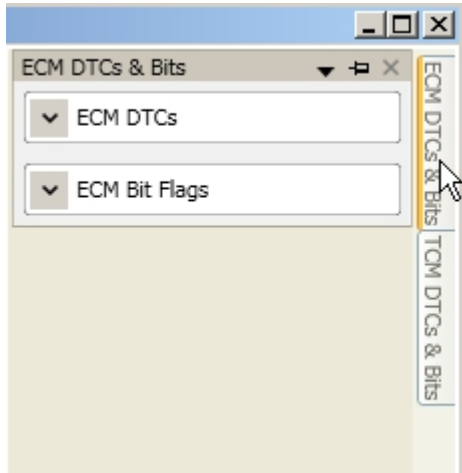 ECM DTCs & Bits
ECM DTCs
ECM Bit Flags
ECM DTCs & Bits
TCM DTCs & Bits